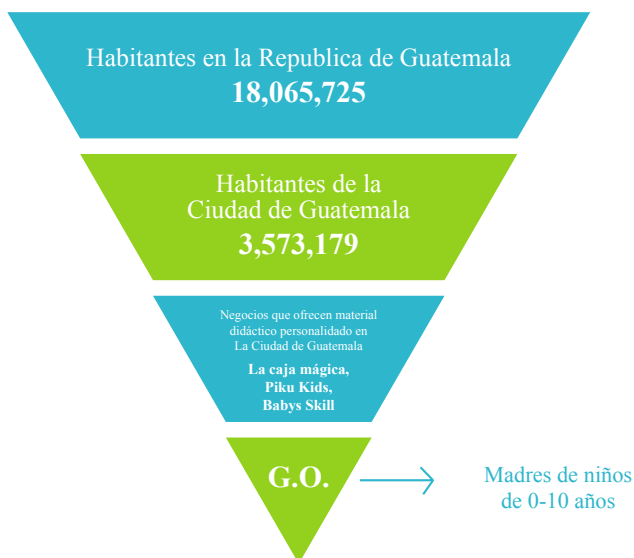 Habitantes en la Republica de Guatemala
18,065,725
Habitantes de la
Ciudad de Guatemala
3,573,179
Negocios que ofrecen material
didáctico personalidado en
La Ciudad de Guatemala
La caja mágica,
Piku Kids,
Babys Skill
G.O.
Madres de niños
de 0-10 años